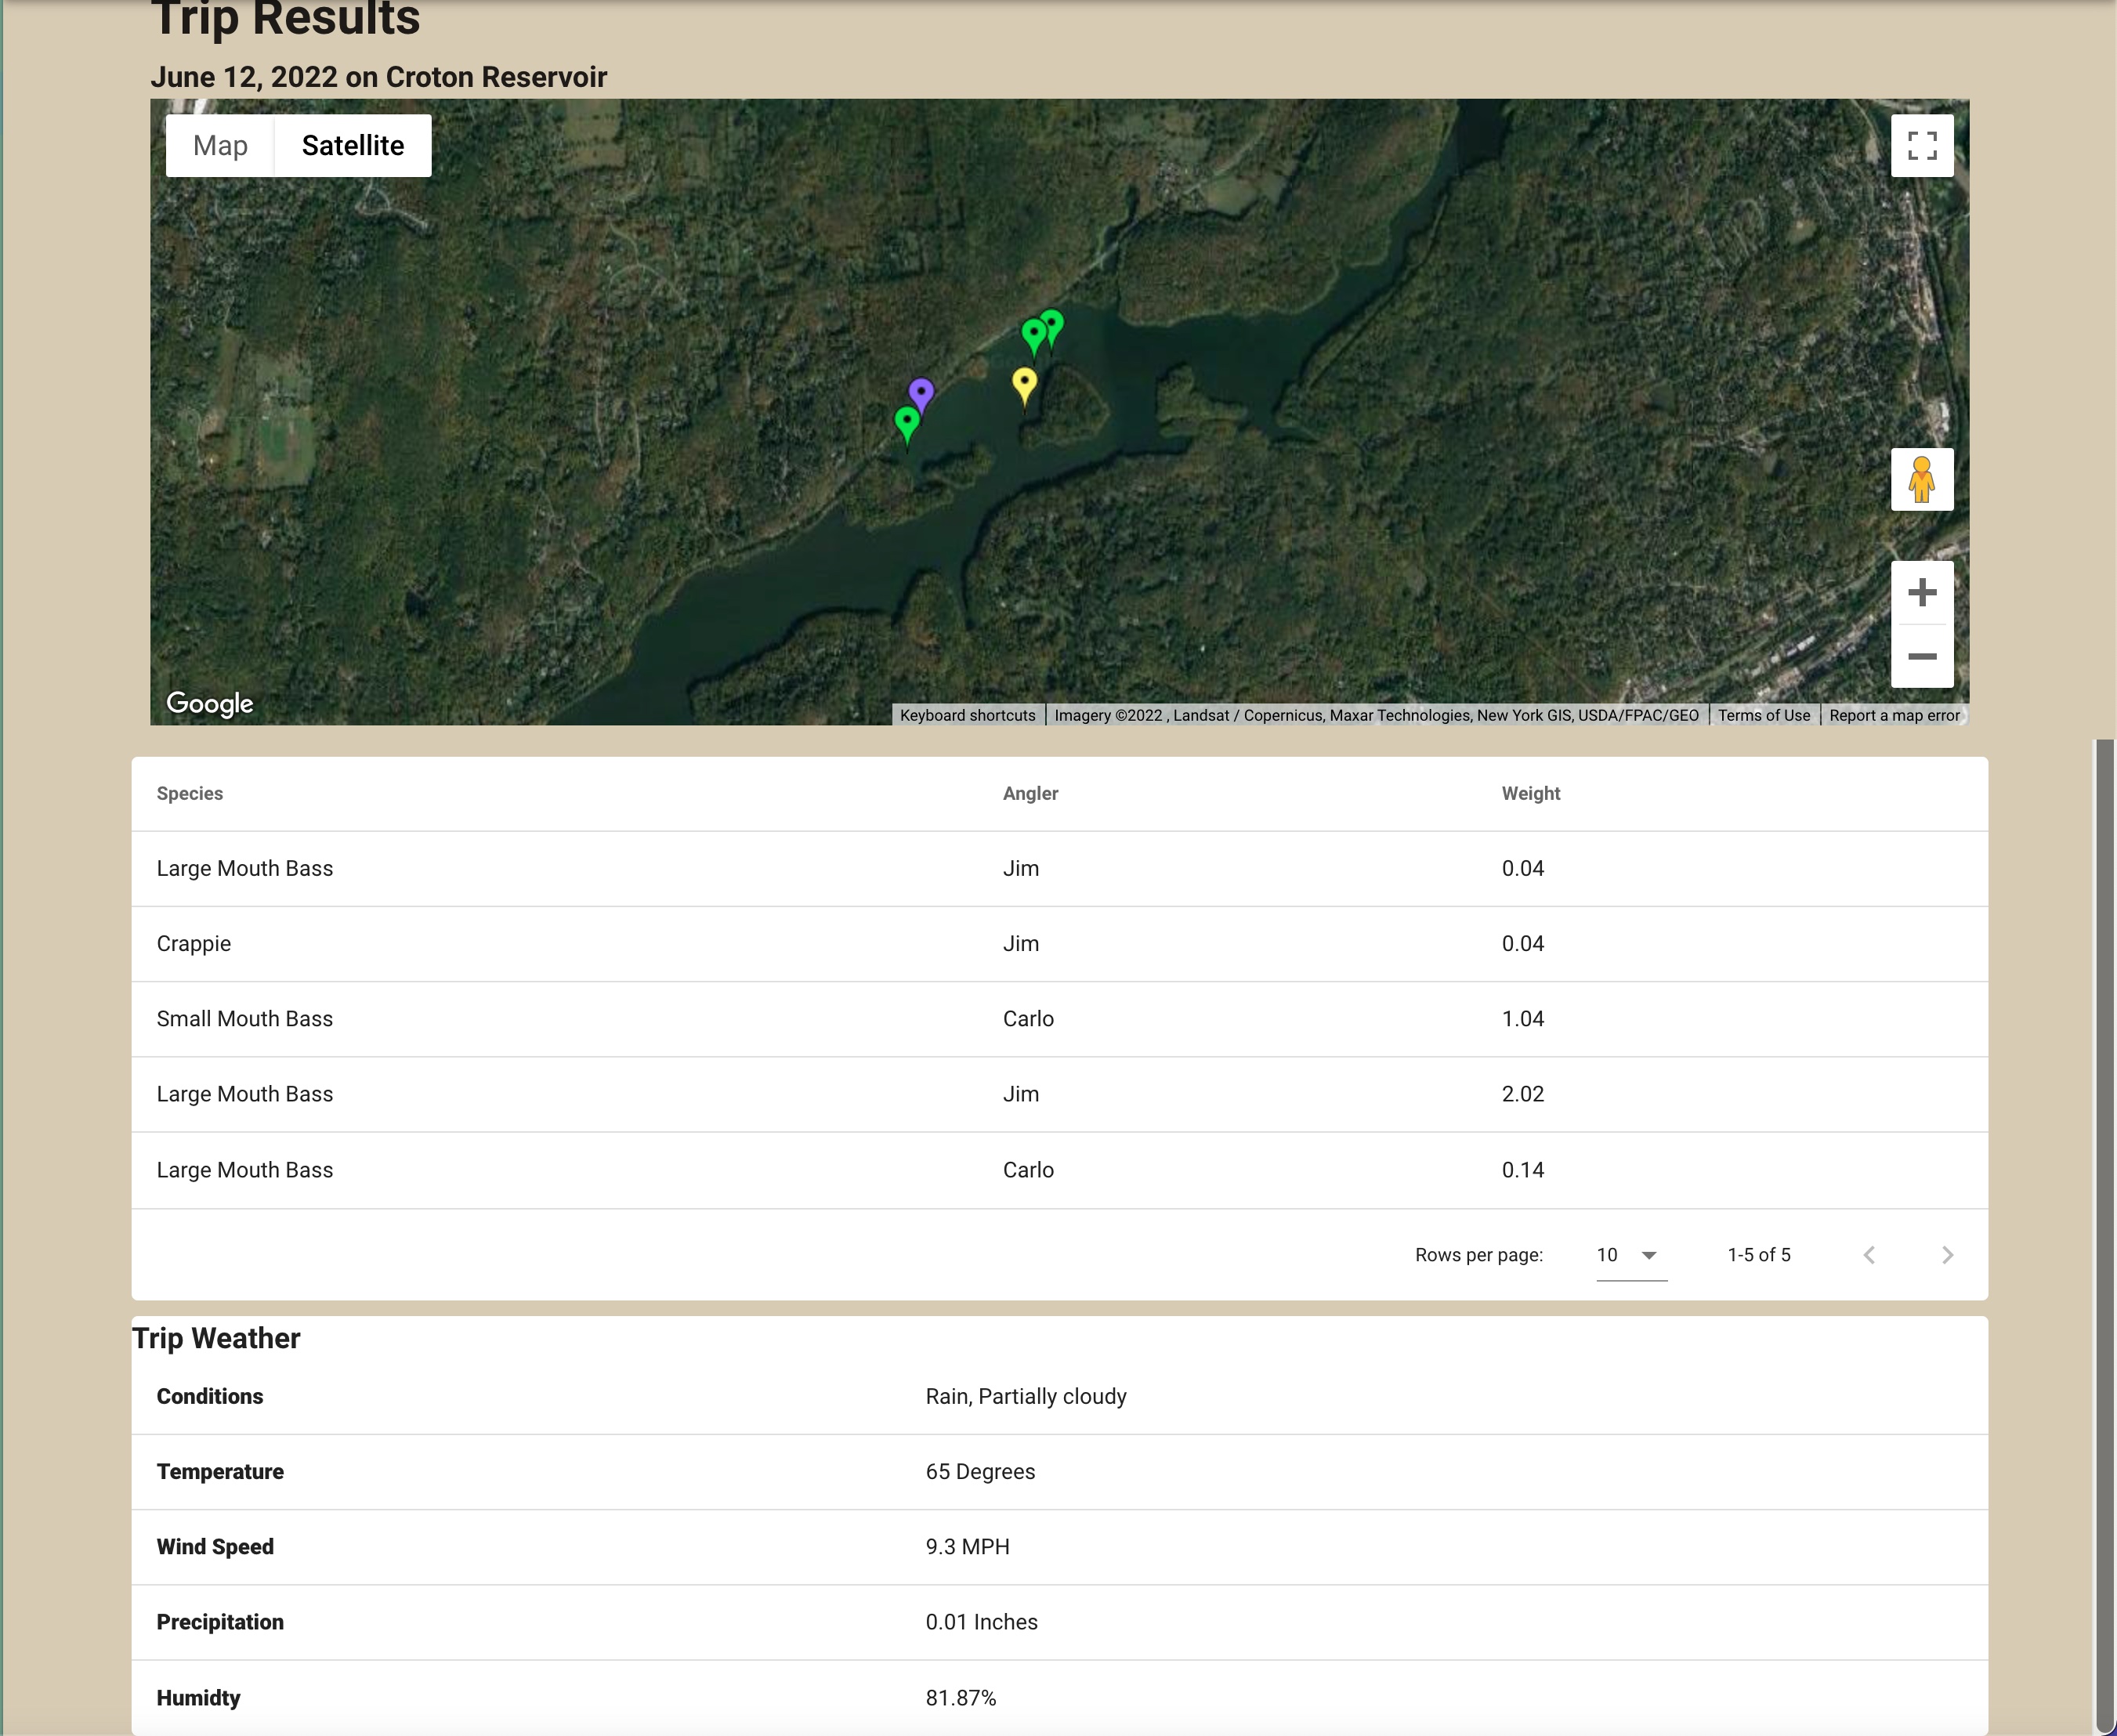 Trip Results
June 12, 2022 on Croton Reservoir
Map Satellite
Google
Keyboard shortcuts Imagery ©2022 , Landsat / Copernicus, Maxar Technologies, New York GIS, USDA/FPAC/GEO Terms of Use Report a map error
Species Angler Weight
Large Mouth Bass Jim 0.04
Crappie Jim 0.04
Small Mouth Bass Carlo 1.04
Large Mouth Bass Jim 2.02
Large Mouth Bass Carlo 0.14
Rows per page: 10 1-5 of 5
Trip Weather
Conditions Rain, Partially cloudy
Temperature 65 Degrees
Wind Speed 9.3 MPH
Precipitation 0.01 Inches
Humidty 81.87%